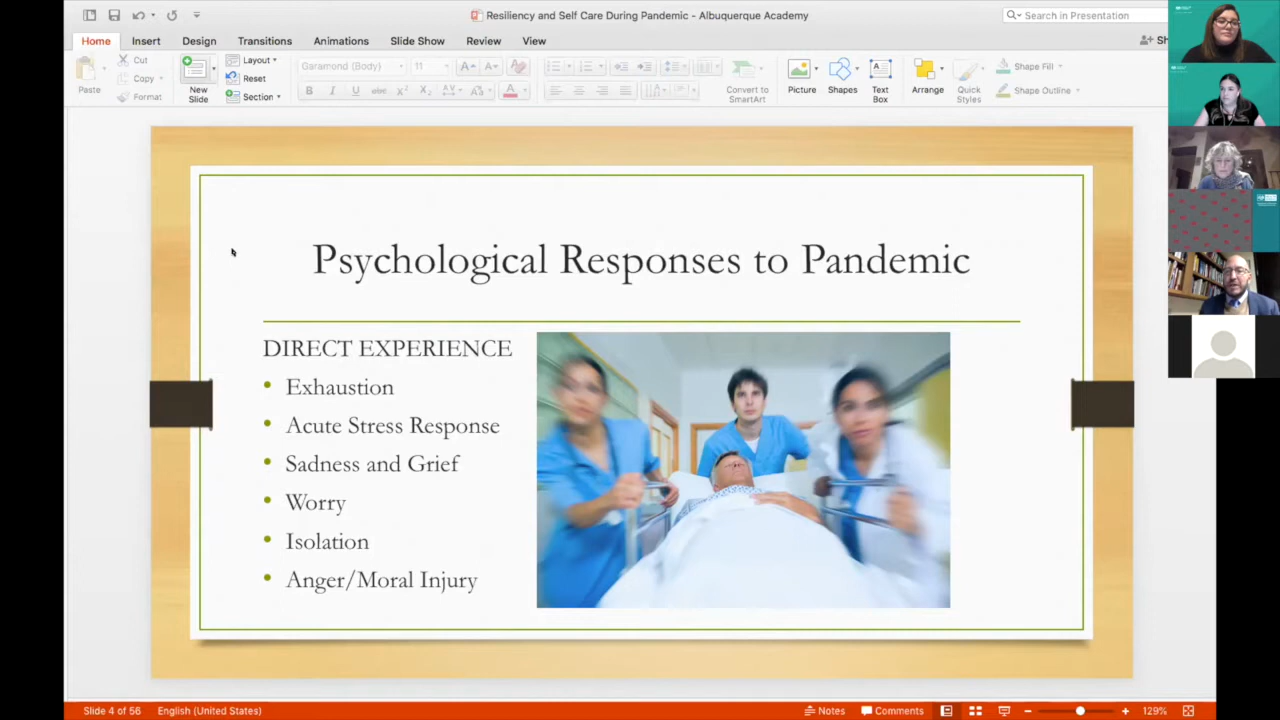 Resiliency and Self Care During Pandemic - Albuquerque Academy
Search in Presentation
Home Insert Design Transitions Animations Slide Show Review View
Paste
Cut
Copy
Format
New
Slide
Layout
Reset
Section
Garamond (Body) 11
Convert to
SmartArt
Picture
Shapes
Text
Box
Arrange
Quick
Styles
Shape Fill
Shape Outline
Psychological Responses to Pandemic
DIRECT EXPERIENCE
• Exhaustion
• Acute Stress Response
• Sadness and Grief
• Worry
• Isolation
• Anger/Moral Injury
Slide 4 of 56 English (United States) Notes Comments 129%